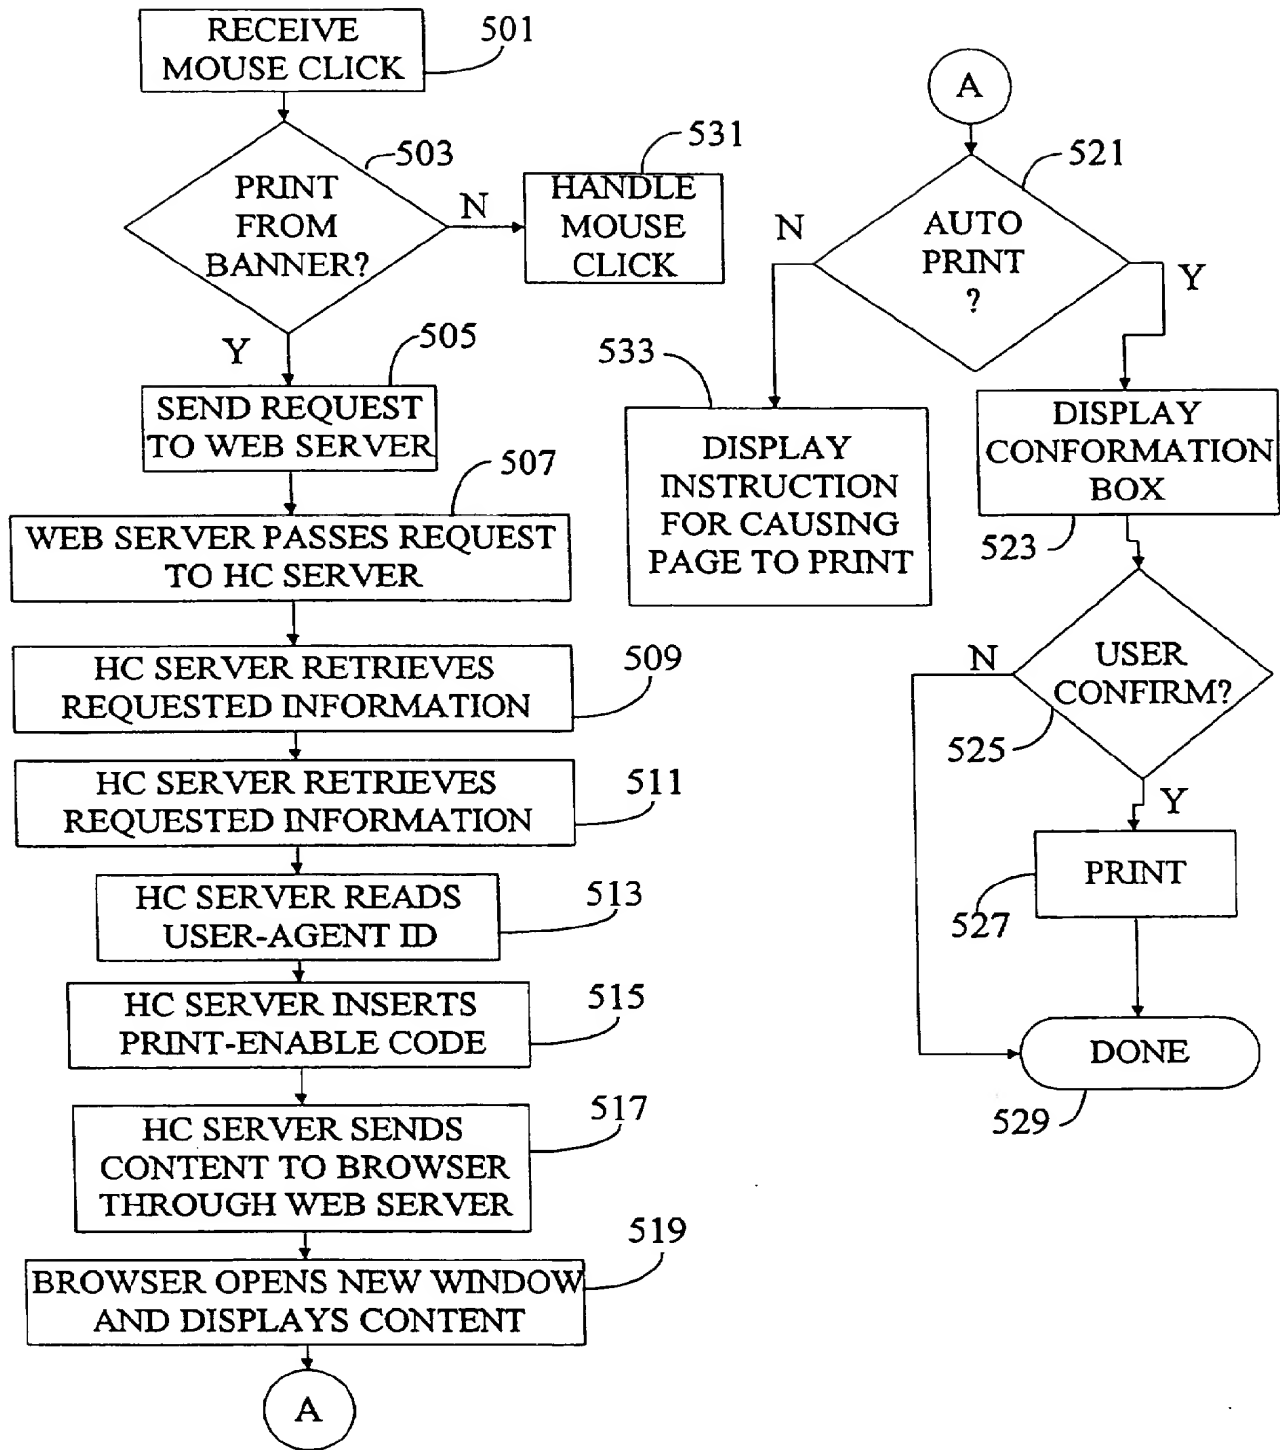 RECEIVE
MOUSE CLICK
501
PRINT
FROM
BANNER?
503
N
HANDLE
MOUSE
CLICK
531
Y
505
SEND REQUEST
TO WEB SERVER
507
WEB SERVER PASSES REQUEST
TO HC SERVER
HC SERVER RETRIEVES
REQUESTED INFORMATION
509
HC SERVER RETRIEVES
REQUESTED INFORMATION
511
HC SERVER READS
USER-AGENT ID
513
HC SERVER INSERTS
PRINT-ENABLE CODE
515
HC SERVER SENDS
CONTENT TO BROWSER
THROUGH WEB SERVER
517
BROWSER OPENS NEW WINDOW
AND DISPLAYS CONTENT
519
A
A
521
AUTO
PRINT
?
N
Y
533
DISPLAY
INSTRUCTION
FOR CAUSING
PAGE TO PRINT
DISPLAY
CONFORMATION
BOX
523
USER
CONFIRM?
N
525
Y
PRINT
527
DONE
529